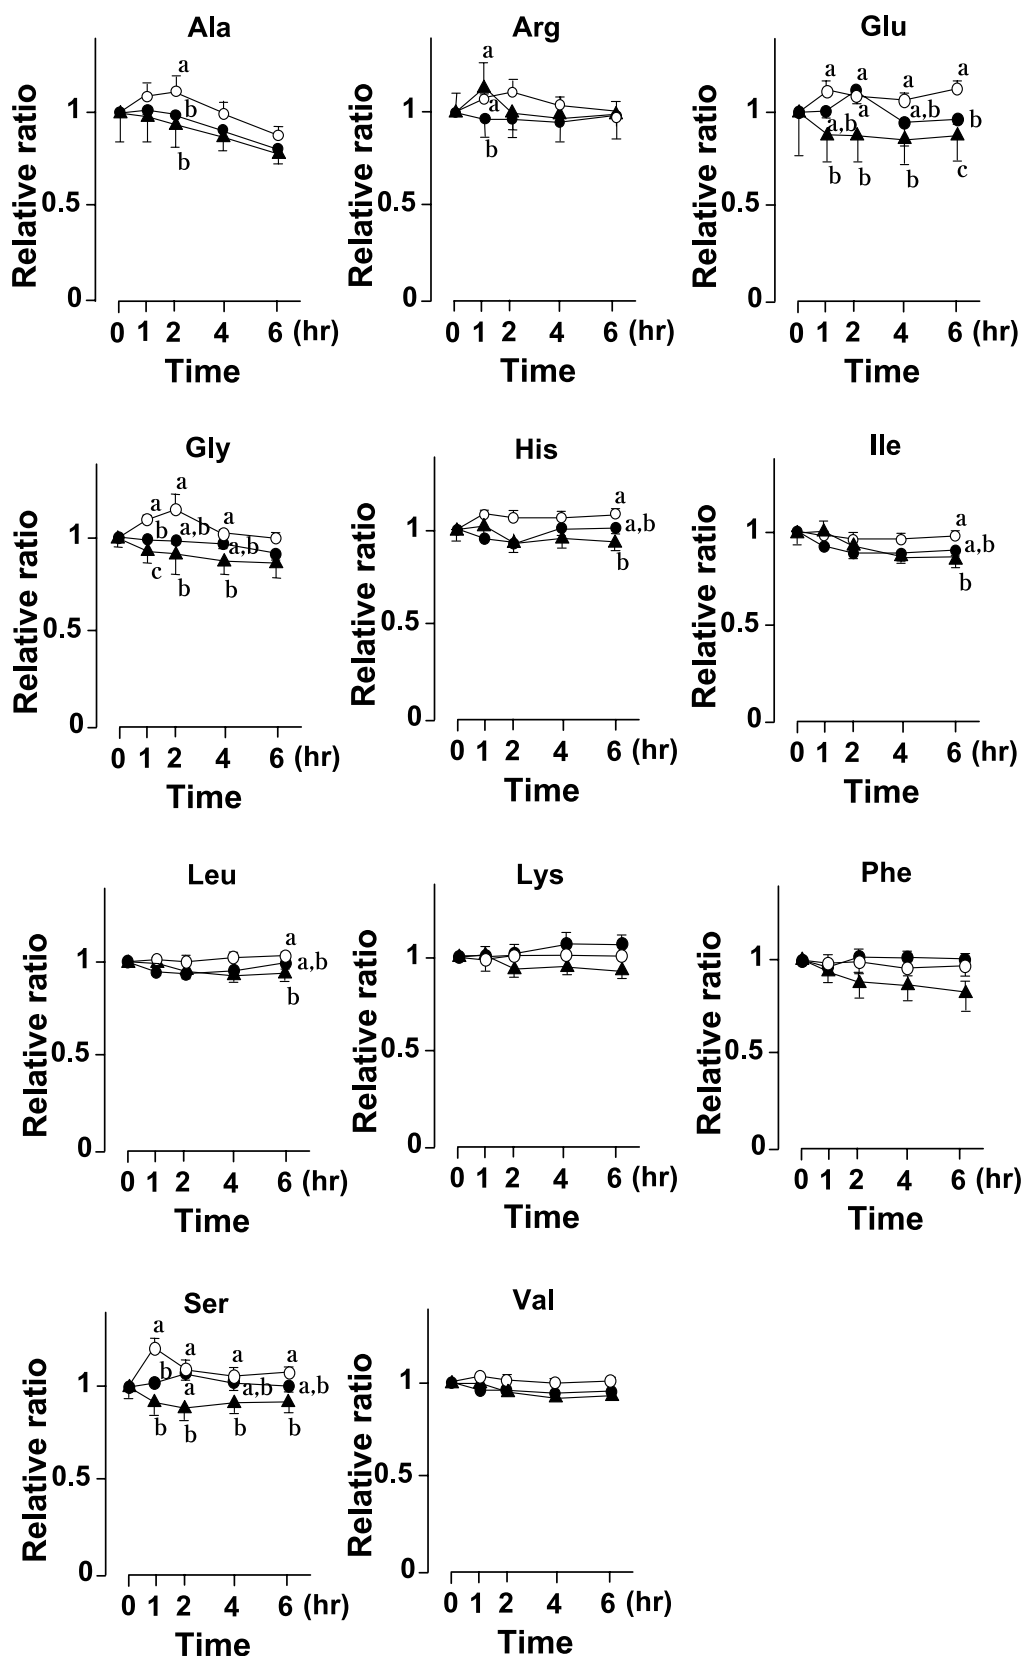 Ala
Relative ratio
1
0.5
0
a
b
b
0 1 2 4 6 (hr)
Time
Arg
Relative ratio
1
0.5
0
a
a
b
0 1 2 4 6 (hr)
Time
Glu
Relative ratio
1
0.5
0
a a a a
a,b a a,b b
b b b c
0 1 2 4 6 (hr)
Time
Gly
Relative ratio
1
0.5
0
a a a
b a,b a,b
c b b
0 1 2 4 6 (hr)
Time
His
Relative ratio
1
0.5
0
a
a,b
b
0 1 2 4 6 (hr)
Time
Ile
Relative ratio
1
0.5
0
a
a,b
b
0 1 2 4 6 (hr)
Time
Leu
Relative ratio
1
0.5
0
a
a,b
b
0 1 2 4 6 (hr)
Time
Lys
Relative ratio
1
0.5
0
0 1 2 4 6 (hr)
Time
Phe
Relative ratio
1
0.5
0
0 1 2 4 6 (hr)
Time
Ser
Relative ratio
1
0.5
0
a a a a
b a a,b a,b
b b b b
0 1 2 4 6 (hr)
Time
Val
Relative ratio
1
0.5
0
0 1 2 4 6 (hr)
Time